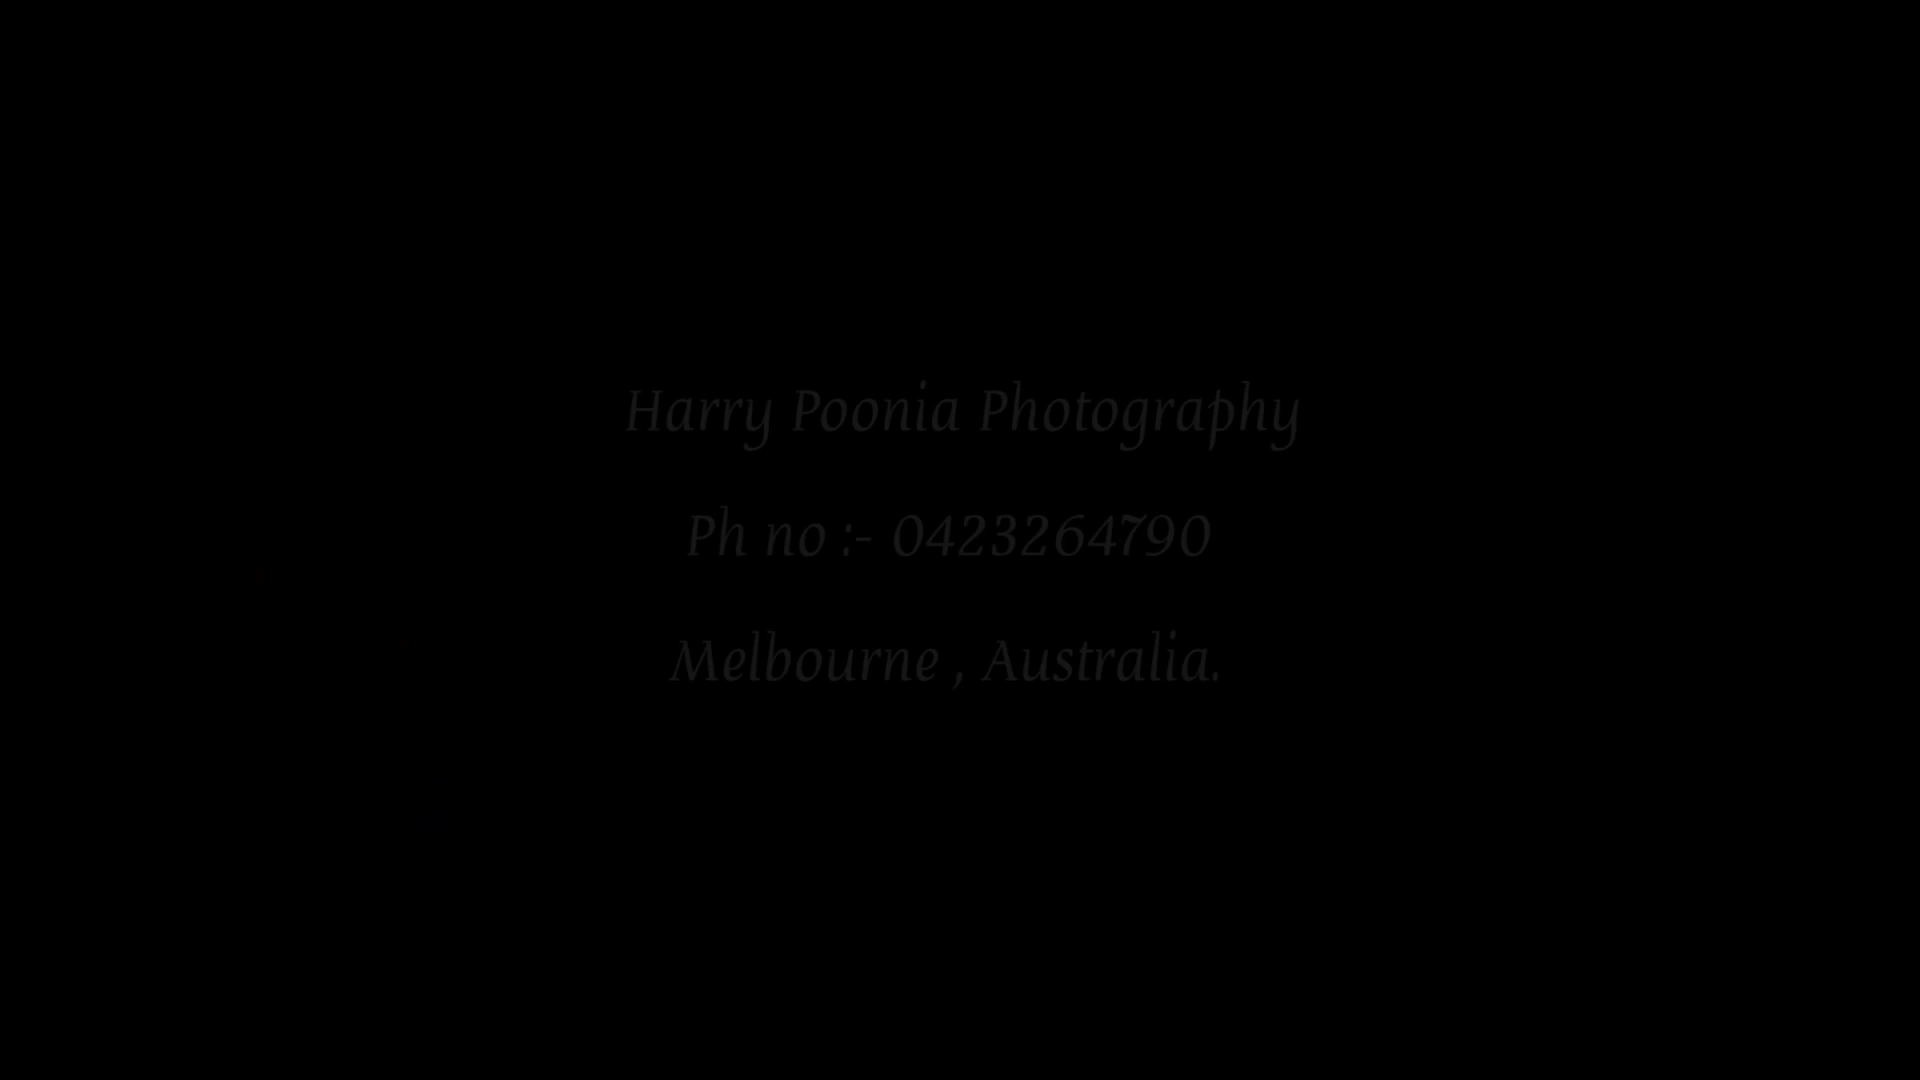 Harry Poonia Photography
Ph no :- 0423264790
Melbourne , Australia.